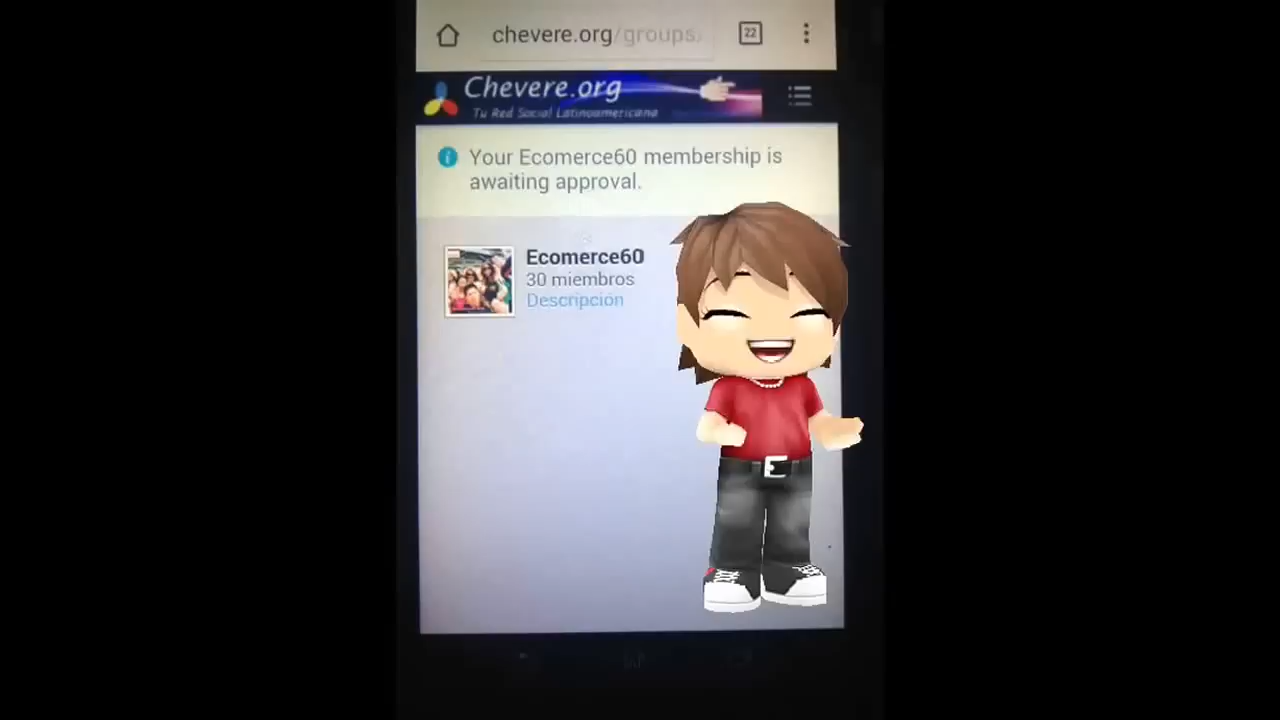 chevere.org/groups
22
Chevere.org
Tu Red Social Latinoamericana
Your Ecomerce60 membership is
awaiting approval.
Ecomerce60
30 miembros
Descripción